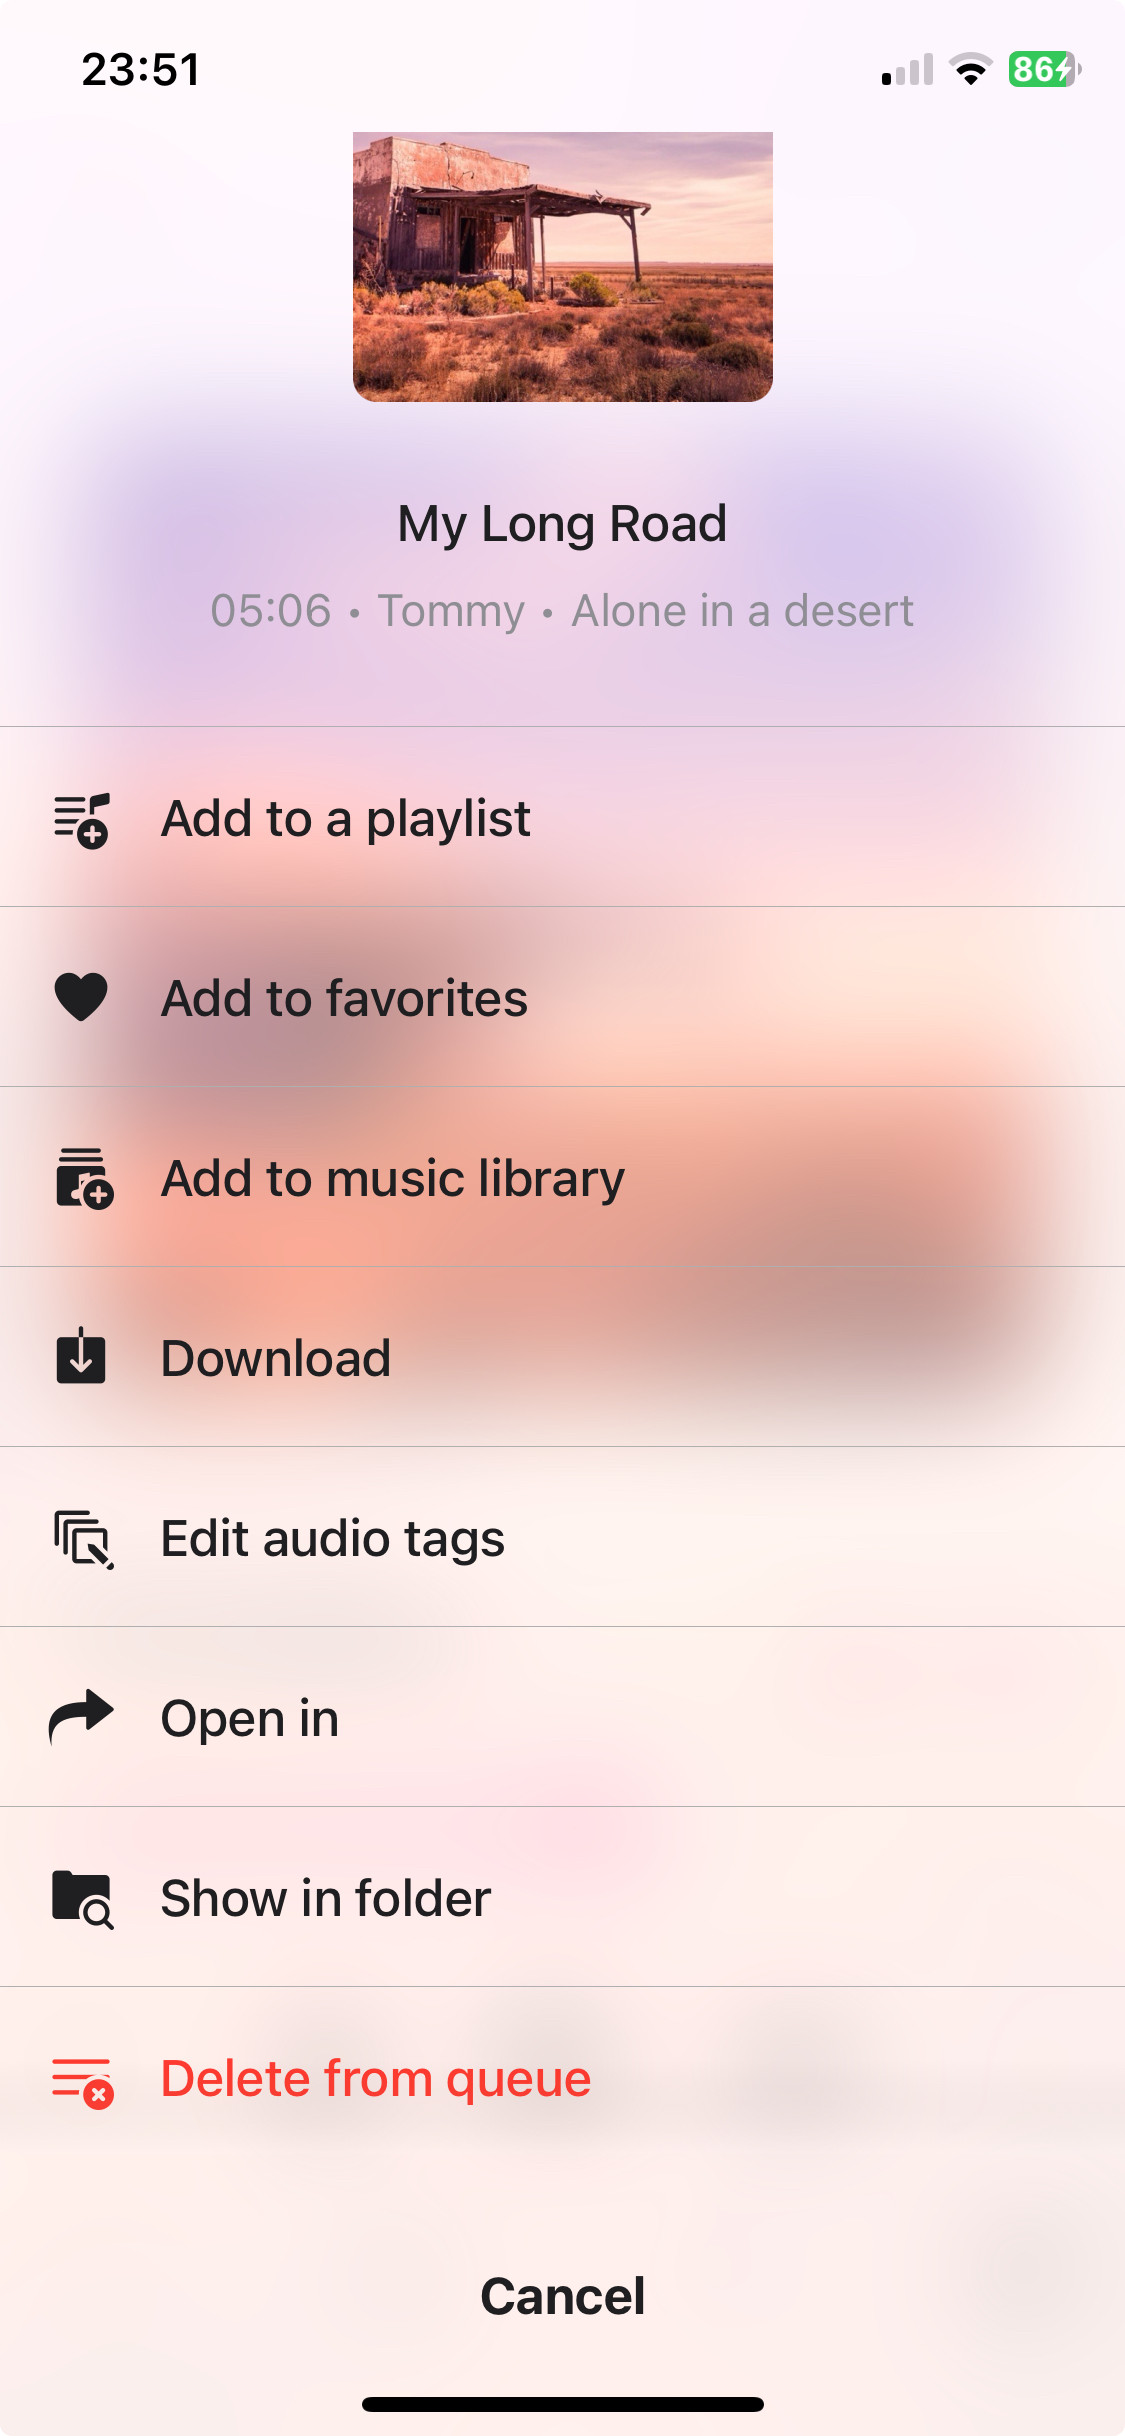 23:51
86
My Long Road
05:06 • Tommy • Alone in a desert
Add to a playlist
Add to favorites
Add to music library
Download
Edit audio tags
Open in
Show in folder
Delete from queue
Cancel